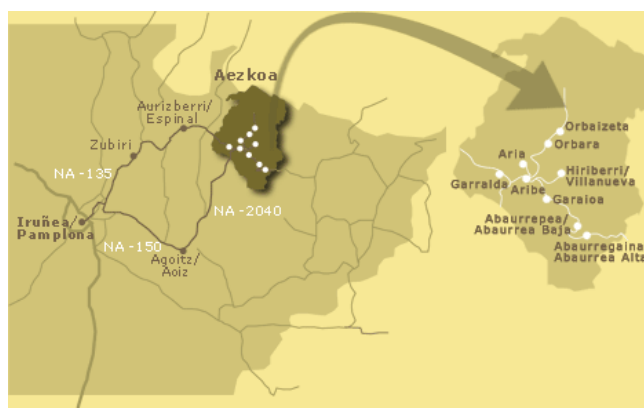 Aezkoa
Aurizberri/
Espinal
Zubiri
NA -135
NA -2040
Iruñea/
Pamplona
NA -150
Agoitz/
Aoiz
Orbaizeta
Orbara
Aria
Hiriberri/
Villanueva
Garralda
Aribe
Garaioa
Abaurrepea/
Abaurrea Baja
Abaurregaina/
Abaurrea Alta